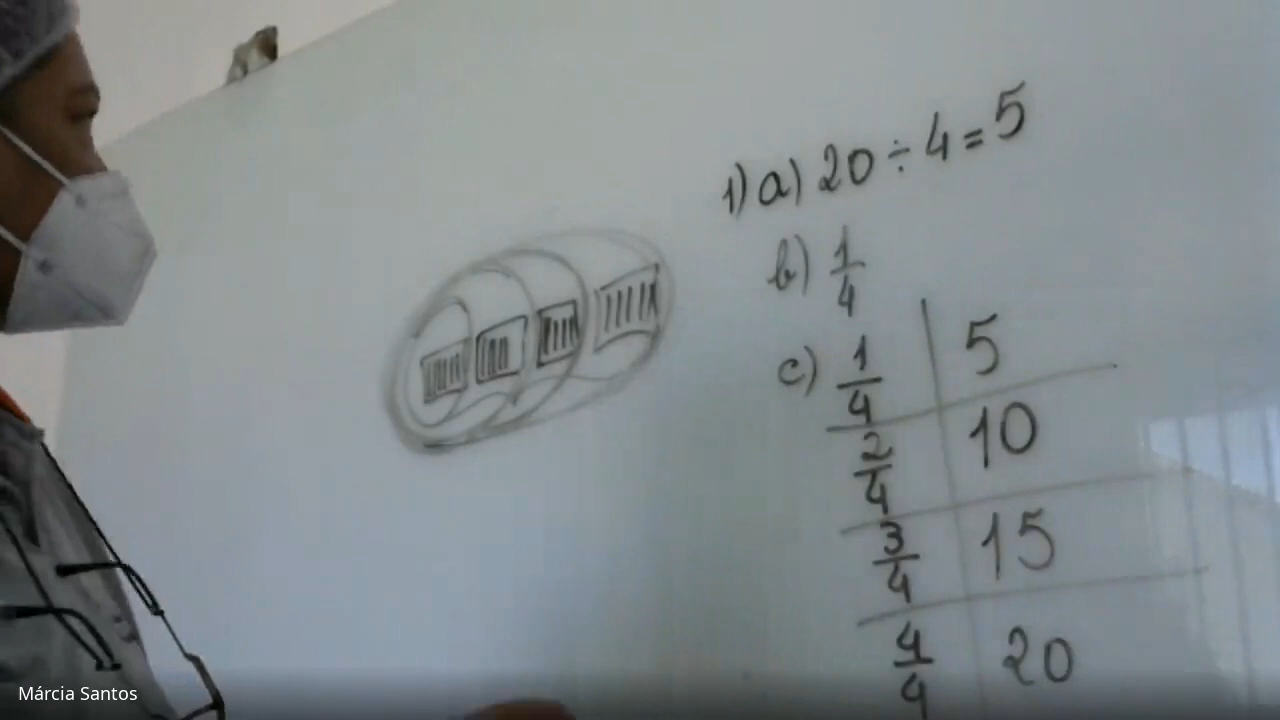 1) a) 20 ÷ 4 = 5
b) 1/4
c) 1/4 | 5
2/4 | 10
3/4 | 15
4/4 | 20
Márcia Santos